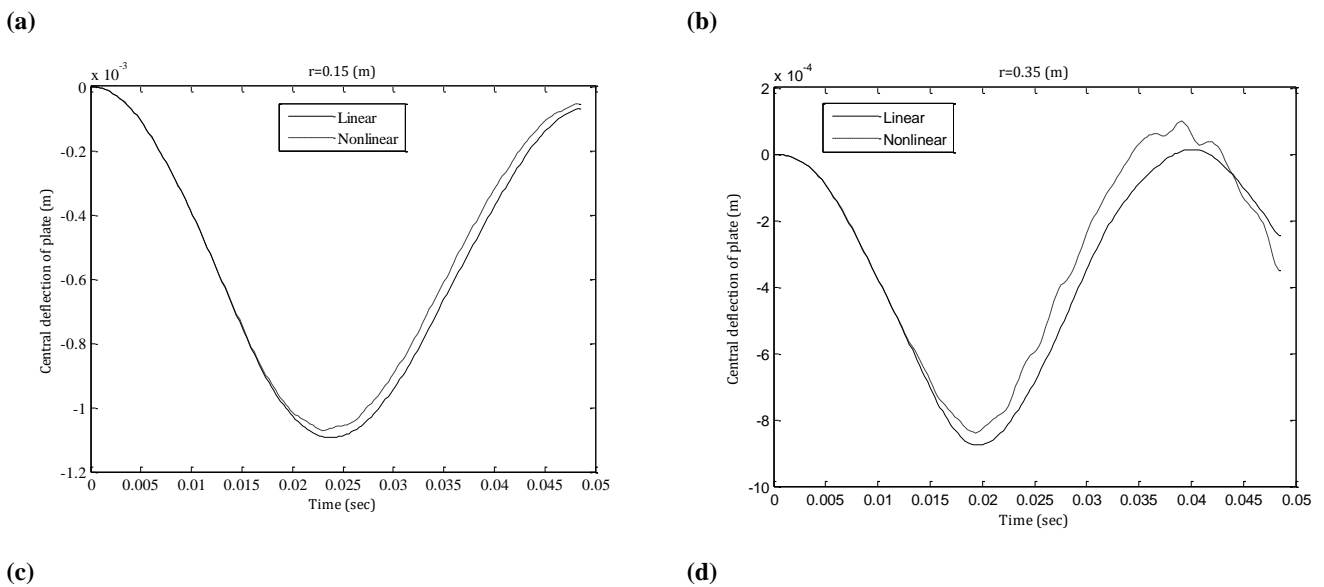 (a)
(b)
r=0.15 (m)
x 10⁻³
0
-0.2
-0.4
-0.6
-0.8
-1
-1.2
Central deflection of plate (m)
Linear
Nonlinear
0 0.005 0.01 0.015 0.02 0.025 0.03 0.035 0.04 0.045 0.05
Time (sec)
r=0.35 (m)
x 10⁻⁴
2
0
-2
-4
-6
-8
-10
Central deflection of plate (m)
Linear
Nonlinear
0 0.005 0.01 0.015 0.02 0.025 0.03 0.035 0.04 0.045 0.05
Time (sec)
(c)
(d)